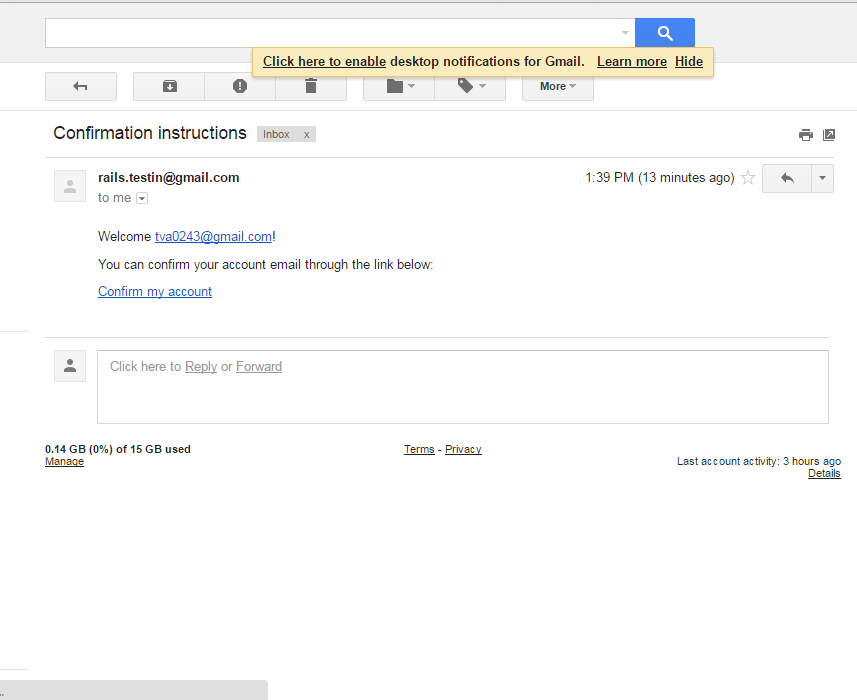 Click here to enable desktop notifications for Gmail. Learn more Hide
More
Confirmation instructions Inbox x
rails.testin@gmail.com 1:39 PM (13 minutes ago)
to me
Welcome tva0243@gmail.com!
You can confirm your account email through the link below:
Confirm my account
Click here to Reply or Forward
0.14 GB (0%) of 15 GB used
Manage
Terms - Privacy
Last account activity: 3 hours ago
Details